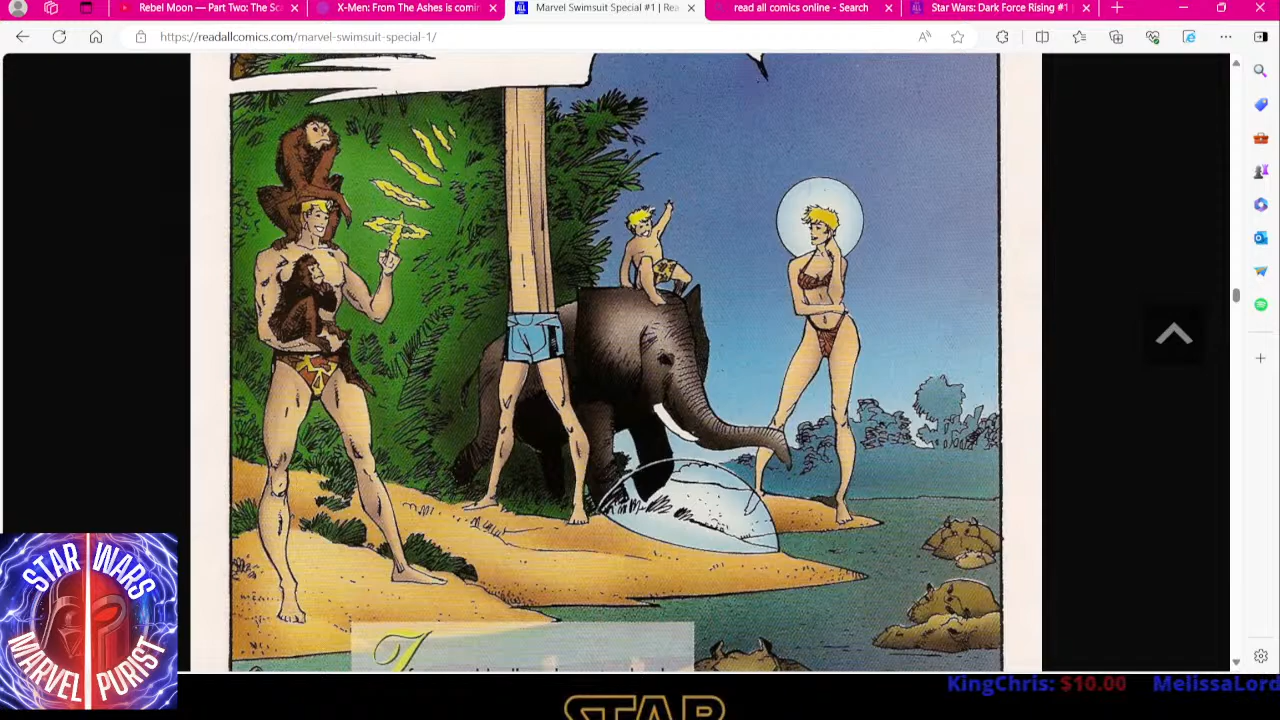 Rebel Moon — Part Two: The Sca
X-Men: From The Ashes is comin
Marvel Swimsuit Special #1 | Rea
read all comics online - Search
Star Wars: Dark Force Rising #1 |
https://readallcomics.com/marvel-swimsuit-special-1/
STAR WARS
MARVEL PURIST
KingChris: $10.00 MelissaLord
STAR